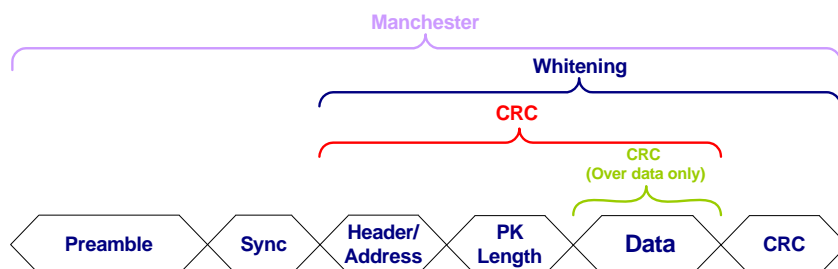 Manchester
Whitening
CRC
CRC
(Over data only)
Preamble
Sync
Header/
Address
PK
Length
Data
CRC